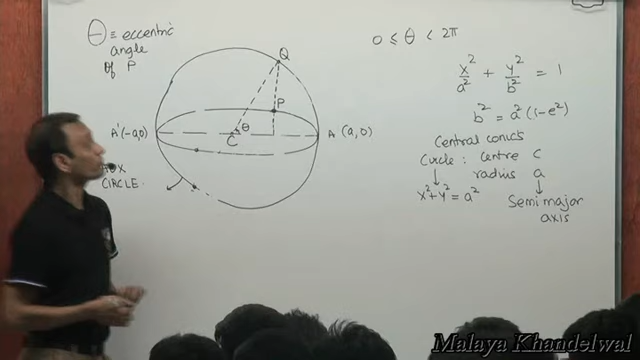 θ ≡ eccentric
angle
of P
0 ≤ θ < 2π
Q
P
A'(-a,0)
θ
C
A (a,0)
CIRCLE
x²/a² + y²/b² = 1
b² = a²(1-e²)
Central conics
Circle : centre C
radius a
x²+y² = a²
Semi major
axis
Malaya Khandelwal